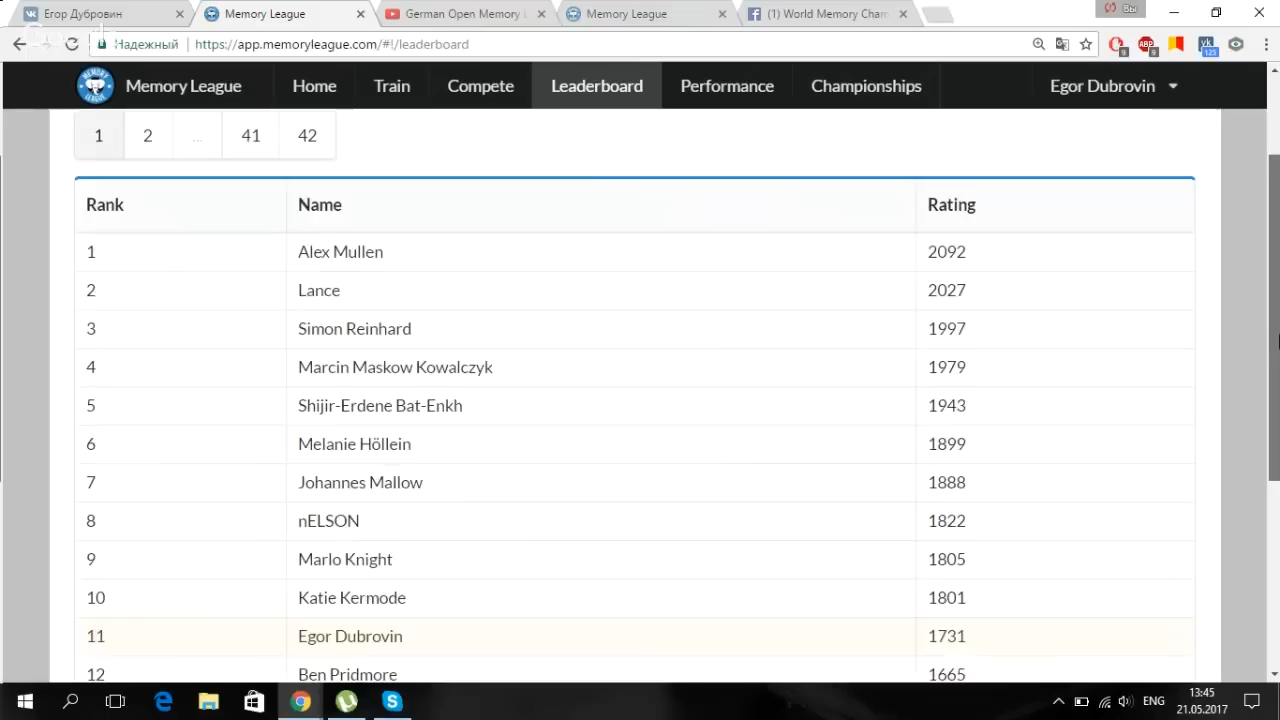 Егор Дубровин
Memory League
German Open Memory L
Memory League
(1) World Memory Cham
Вы
Надежный
https://app.memoryleague.com/#!/leaderboard
9
9
125
Memory League
Home
Train
Compete
Leaderboard
Performance
Championships
Egor Dubrovin
1 2 ... 41 42
Rank Name Rating
1 Alex Mullen 2092
2 Lance 2027
3 Simon Reinhard 1997
4 Marcin Maskow Kowalczyk 1979
5 Shijir-Erdene Bat-Enkh 1943
6 Melanie Höllein 1899
7 Johannes Mallow 1888
8 nELSON 1822
9 Marlo Knight 1805
10 Katie Kermode 1801
11 Egor Dubrovin 1731
12 Ben Pridmore 1665
ENG
13:45
21.05.2017